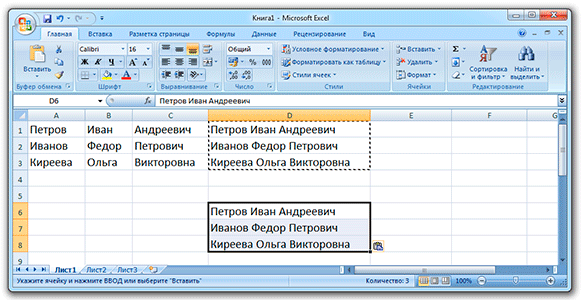 Книга1 - Microsoft Excel
Главная Вставка Разметка страницы Формулы Данные Рецензирование Вид
Вставить
Calibri 16
Общий
Условное форматирование
Форматировать как таблицу
Стили ячеек
Вставить
Удалить
Формат
Сортировка и фильтр
Найти и выделить
Буфер обмена Шрифт Выравнивание Число Стили Ячейки Редактирование
D6 Петров Иван Андреевич
A B C D E F G
1 Петров Иван Андреевич Петров Иван Андреевич
2 Иванов Федор Петрович Иванов Федор Петрович
3 Киреева Ольга Викторовна Киреева Ольга Викторовна
4
5
6 Петров Иван Андреевич
7 Иванов Федор Петрович
8 Киреева Ольга Викторовна
9
Лист1 Лист2 Лист3
Укажите ячейку и нажмите ВВОД или выберите "Вставить" Количество: 3 100%